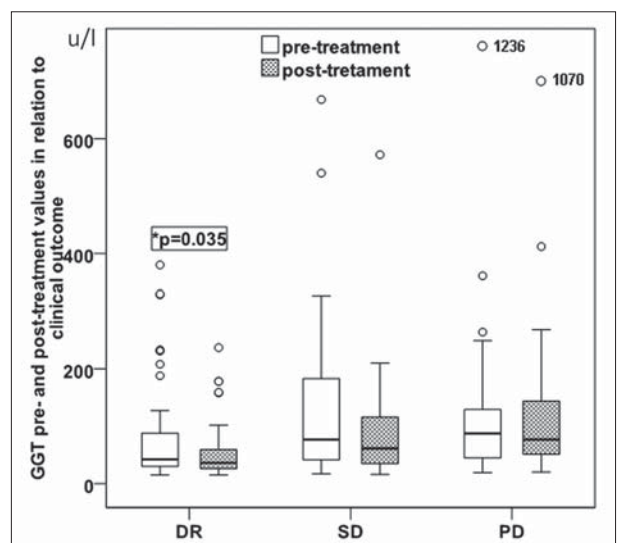 u/l
pre-treatment
post-tretament
1236
1070
600
*p=0.035
400
200
0
GGT pre- and post-treatment values in relation to
clinical outcome
DR SD PD